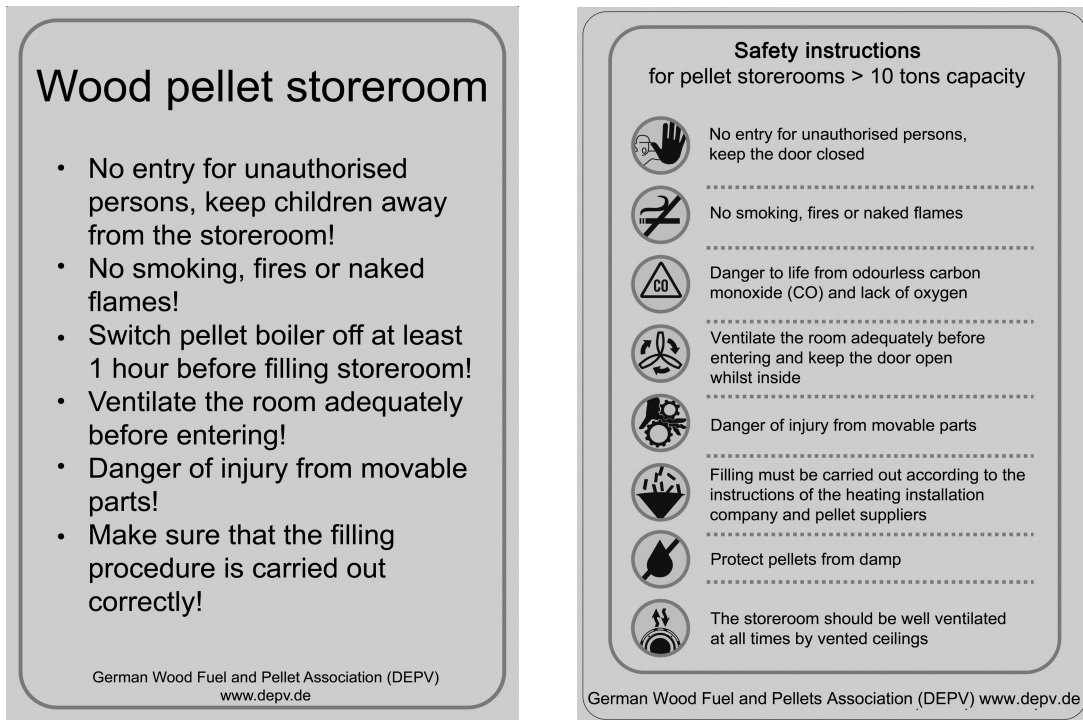 Wood pellet storeroom
• No entry for unauthorised
persons, keep children away
from the storeroom!
• No smoking, fires or naked
flames!
• Switch pellet boiler off at least
1 hour before filling storeroom!
• Ventilate the room adequately
before entering!
• Danger of injury from movable
parts!
• Make sure that the filling
procedure is carried out
correctly!
German Wood Fuel and Pellet Association (DEPV)
www.depv.de
Safety instructions
for pellet storerooms > 10 tons capacity
No entry for unauthorised persons,
keep the door closed
No smoking, fires or naked flames
CO
Danger to life from odourless carbon
monoxide (CO) and lack of oxygen
Ventilate the room adequately before
entering and keep the door open
whilst inside
Danger of injury from movable parts
Filling must be carried out according to the
instructions of the heating installation
company and pellet suppliers
Protect pellets from damp
The storeroom should be well ventilated
at all times by vented ceilings
German Wood Fuel and Pellets Association (DEPV) www.depv.de